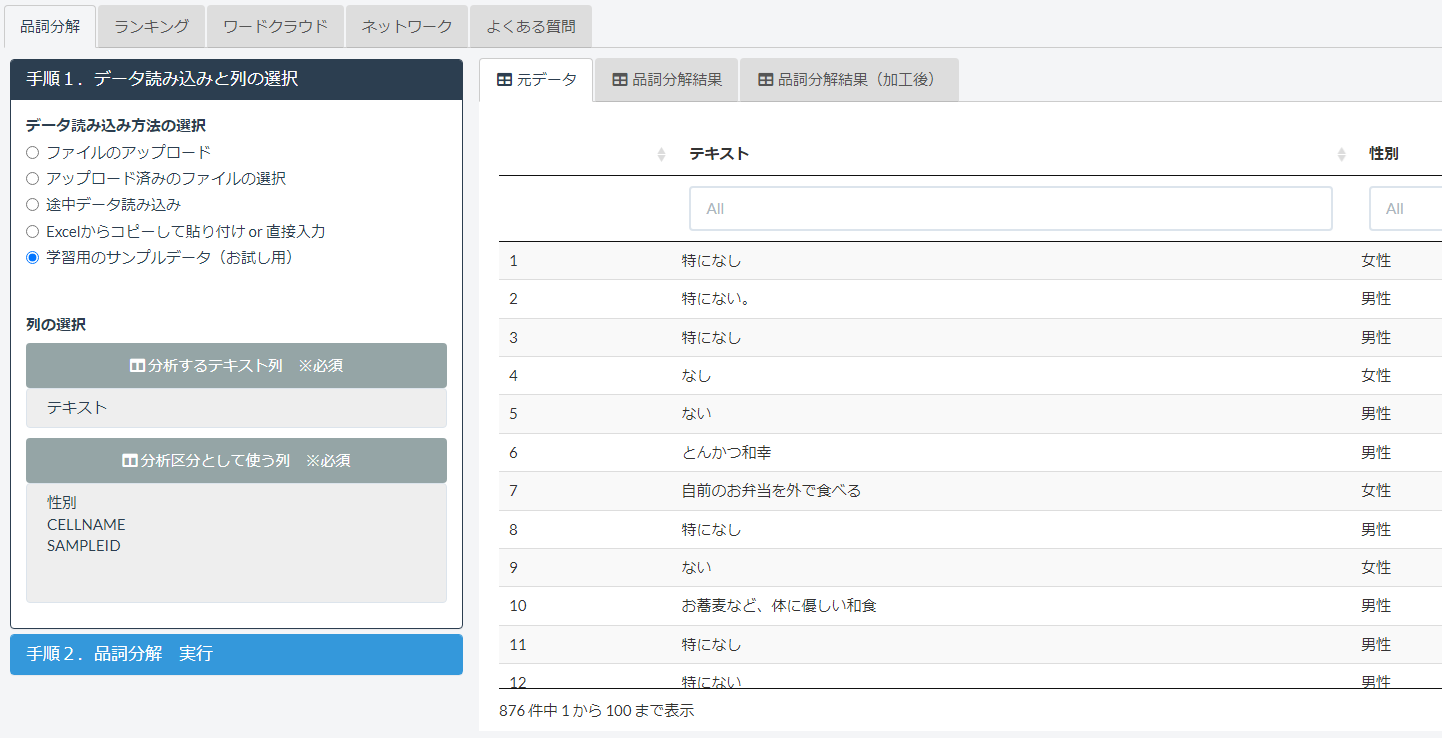 品詞分解 ランキング ワードクラウド ネットワーク よくある質問
手順１．データ読み込みと列の選択
データ読み込み方法の選択
ファイルのアップロード
アップロード済みのファイルの選択
途中データ読み込み
Excelからコピーして貼り付け or 直接入力
学習用のサンプルデータ（お試し用）
列の選択
分析するテキスト列　※必須
テキスト
分析区分として使う列　※必須
性別
CELLNAME
SAMPLEID
手順２．品詞分解　実行
元データ 品詞分解結果 品詞分解結果（加工後）
テキスト 性別
All All
1 特になし 女性
2 特にない。 男性
3 特になし 男性
4 なし 女性
5 ない 男性
6 とんかつ和幸 男性
7 自前のお弁当を外で食べる 女性
8 特になし 男性
9 ない 女性
10 お蕎麦など、体に優しい和食 男性
11 特になし 男性
12 特にない 男性
876 件中 1 から 100 まで表示